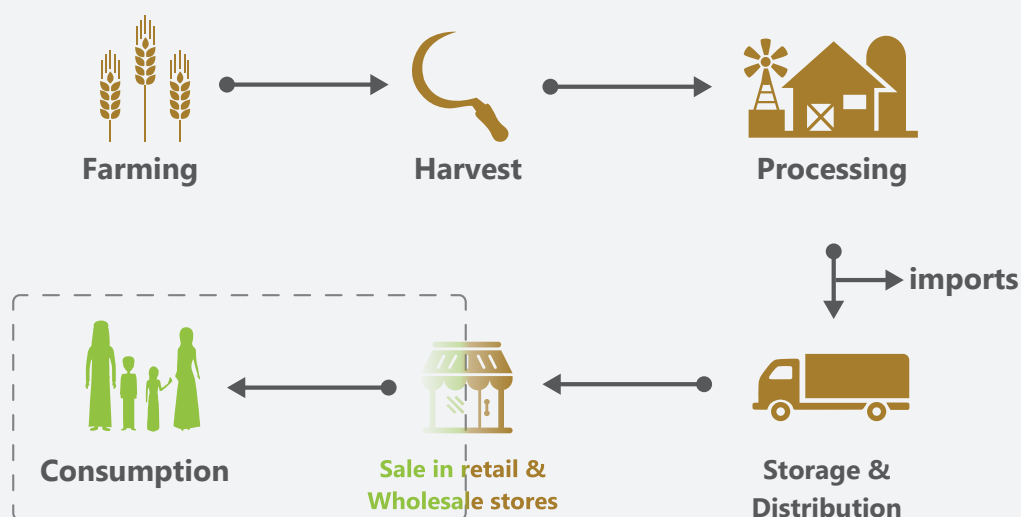 Farming
Harvest
Processing
imports
Consumption
Sale in retail &
Wholesale stores
Storage &
Distribution